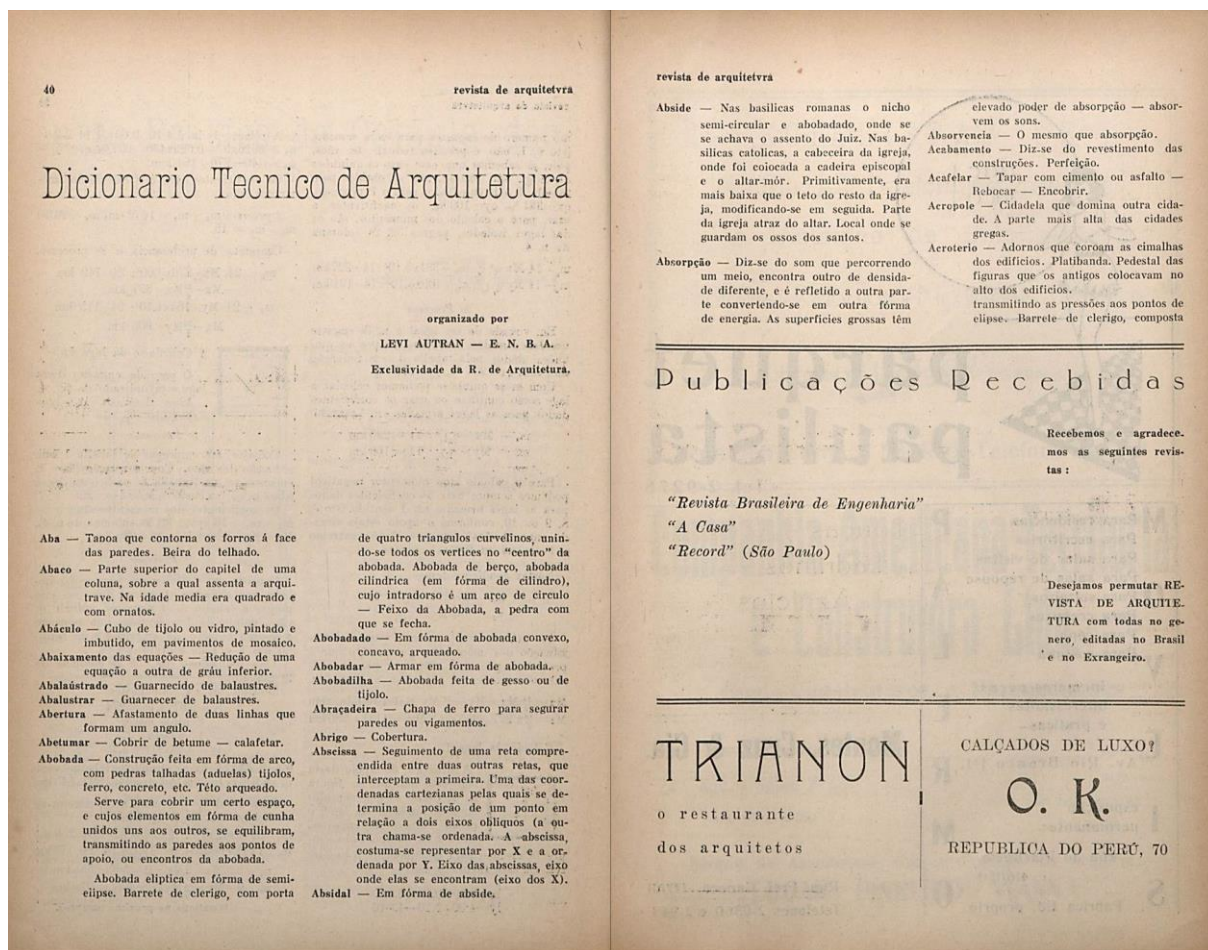 40
revista de arquitetvra
Dicionario Tecnico de Arquitetura
organizado por
LEVI AUTRAN — E. N. B. A.
Exclusividade da R. de Arquitetura.
Aba — Tanoa que contorna os forros á face
das paredes. Beira do telhado.
Abaco — Parte superior do capitel de uma
coluna, sobre a qual assenta a arqui-
trave. Na idade media era quadrado e
com ornatos.
Abáculo — Cubo de tijolo ou vidro, pintado e
imbutido, em pavimentos de mosaico.
Abaixamento das equações — Redução de uma
equação a outra de gráu inferior.
Abalaústrado — Guarnecido de balaustres.
Abalustrar — Guarnecer de balaustres.
Abertura — Afastamento de duas linhas que
formam um angulo.
Abetumar — Cobrir de betume — calafetar.
Abobada — Construção feita em fórma de arco,
com pedras talhadas (aduelas) tijolos,
ferro, concreto, etc. Této arqueado.
Serve para cobrir um certo espaço,
e cujos elementos em fórma de cunha
unidos uns aos outros, se equilibram,
transmitindo as paredes aos pontos de
apoio, ou encontros da abobada.
Abobada eliptica em fórma de semi-
elipse. Barrete de clerigo, com porta
de quatro triangulos curvelinos, unin-
do-se todos os vertices no "centro" da
abobada. Abobada de berço, abobada
cilindrica (em fórma de cilindro),
cujo intradorso é um arco de circulo
— Feixo da Abobada, a pedra com
que se fecha.
Abobadado — Em fórma de abobada convexo,
concavo, arqueado.
Abobadar — Armar em fórma de abobada.
Abobadilha — Abobada feita de gesso ou de
tijolo.
Abraçadeira — Chapa de ferro para segurar
paredes ou vigamentos.
Abrigo — Cobertura.
Abscissa — Seguimento de uma reta compre-
endida entre duas outras retas, que
interceptam a primeira. Uma das coor-
denadas cartezianas pelas quais se de-
termina a posição de um ponto em
relação a dois eixos obliquos (a ou-
tra chama-se ordenada. A abscissa,
costuma-se representar por X e a or-
denada por Y. Eixo das abscissas, eixo
onde elas se encontram (eixo dos X).
Absidal — Em fórma de abside.
revista de arquitetvra
Abside — Nas basilicas romanas o nicho
semi-circular e abobadado, onde se
se achava o assento do Juiz. Nas ba-
silicas catolicas, a cabeceira da igreja,
onde foi coiocada a cadeira episcopal
e o altar-mór. Primitivamente, era
mais baixa que o teto do resto da igre-
ja, modificando-se em seguida. Parte
da igreja atraz do altar. Local onde se
guardam os ossos dos santos.
Absorpção — Diz-se do som que percorrendo
um meio, encontra outro de densida-
de diferente, e é refletido a outra par-
te convertendo-se em outra fórma
de energia. As superficies grossas têm
elevado poder de absorpção — absor-
vem os sons.
Absorvencia — O mesmo que absorpção.
Acabamento — Diz-se do revestimento das
construções. Perfeição.
Acafelar — Tapar com cimento ou asfalto —
Rebocar — Encobrir.
Acropole — Cidadela que domina outra cida-
de. A parte mais alta das cidades
gregas.
Acroterio — Adornos que coroam as cimalhas
dos edificios. Platibanda. Pedestal das
figuras que os antigos colocavam no
alto dos edificios.
transmitindo as pressões aos pontos de
elipse. Barrete de clerigo, composta
Publicações Recebidas
Recebemos e agradece-
mos as seguintes revis-
tas :
"Revista Brasileira de Engenharia"
"A Casa"
"Record" (São Paulo)
Desejamos permutar RE-
VISTA DE ARQUITE-
TURA com todas no ge-
nero, editadas no Brasil
e no Exrangeiro.
TRIANON
o restaurante
dos arquitetos
CALÇADOS DE LUXO?
O. K.
REPUBLICA DO PERÚ, 70